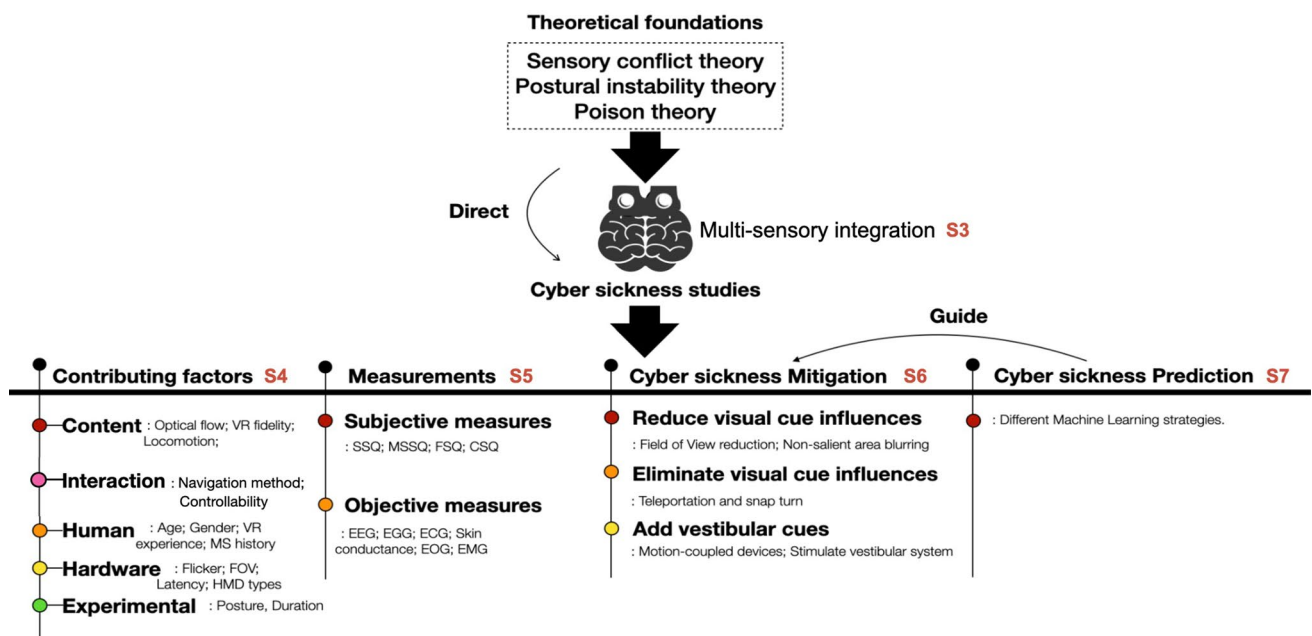 Theoretical foundations
Sensory conflict theory
Postural instability theory
Poison theory
Direct
Multi-sensory integration S3
Cyber sickness studies
Guide
Contributing factors S4
Content : Optical flow; VR fidelity;
Locomotion;
Interaction : Navigation method;
Controllability
Human : Age; Gender; VR
experience; MS history
Hardware : Flicker; FOV;
Latency; HMD types
Experimental : Posture, Duration
Measurements S5
Subjective measures
: SSQ; MSSQ; FSQ; CSQ
Objective measures
: EEG; EGG; ECG; Skin
conductance; EOG; EMG
Cyber sickness Mitigation S6
Reduce visual cue influences
: Field of View reduction; Non-salient area blurring
Eliminate visual cue influences
: Teleportation and snap turn
Add vestibular cues
: Motion-coupled devices; Stimulate vestibular system
Cyber sickness Prediction S7
: Different Machine Learning strategies.